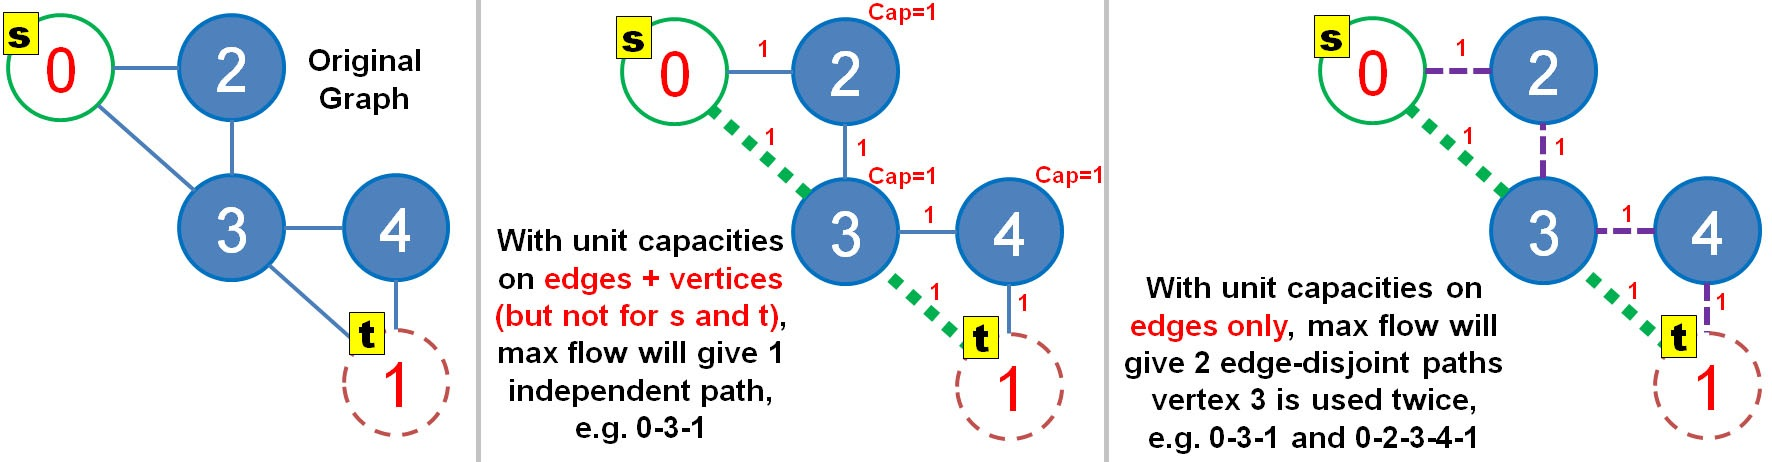 s
0
2
Original
Graph
3
4
t
1
s
0
1
2
Cap=1
1
1
Cap=1
3
1
4
Cap=1
With unit capacities
on edges + vertices
(but not for s and t),
max flow will give 1
independent path,
e.g. 0-3-1
1
1
t
1
s
0
1
2
1
1
3
1
4
With unit capacities on
edges only, max flow will
give 2 edge-disjoint paths
vertex 3 is used twice,
e.g. 0-3-1 and 0-2-3-4-1
1
1
t
1